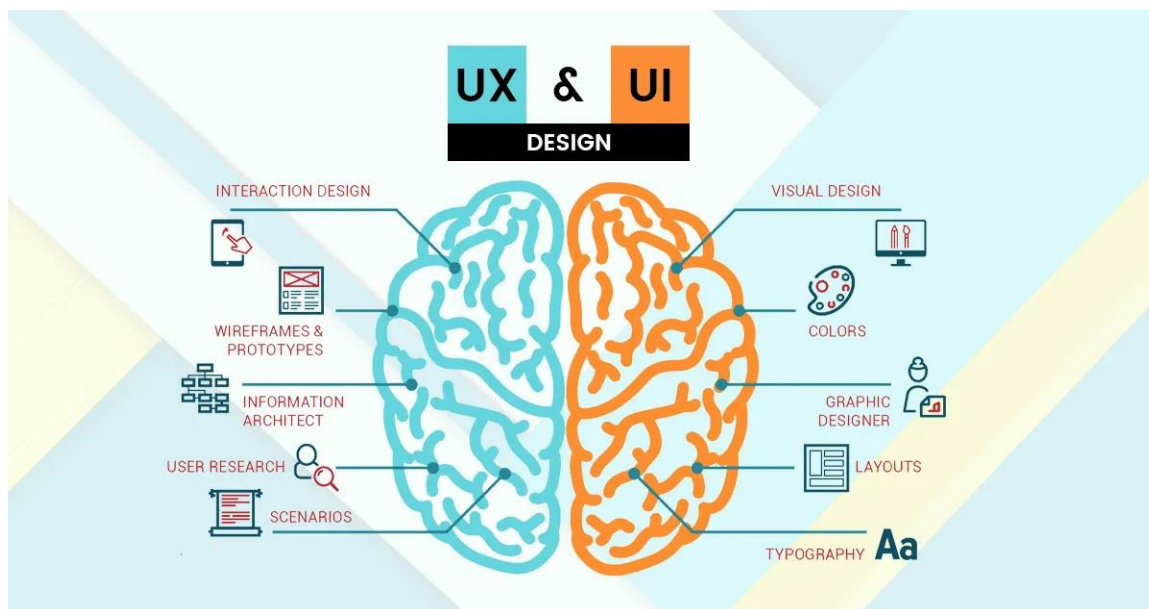 UX & UI
DESIGN
INTERACTION DESIGN
WIREFRAMES &
PROTOTYPES
INFORMATION
ARCHITECT
USER RESEARCH
SCENARIOS
VISUAL DESIGN
COLORS
GRAPHIC
DESIGNER
LAYOUTS
TYPOGRAPHY Aa